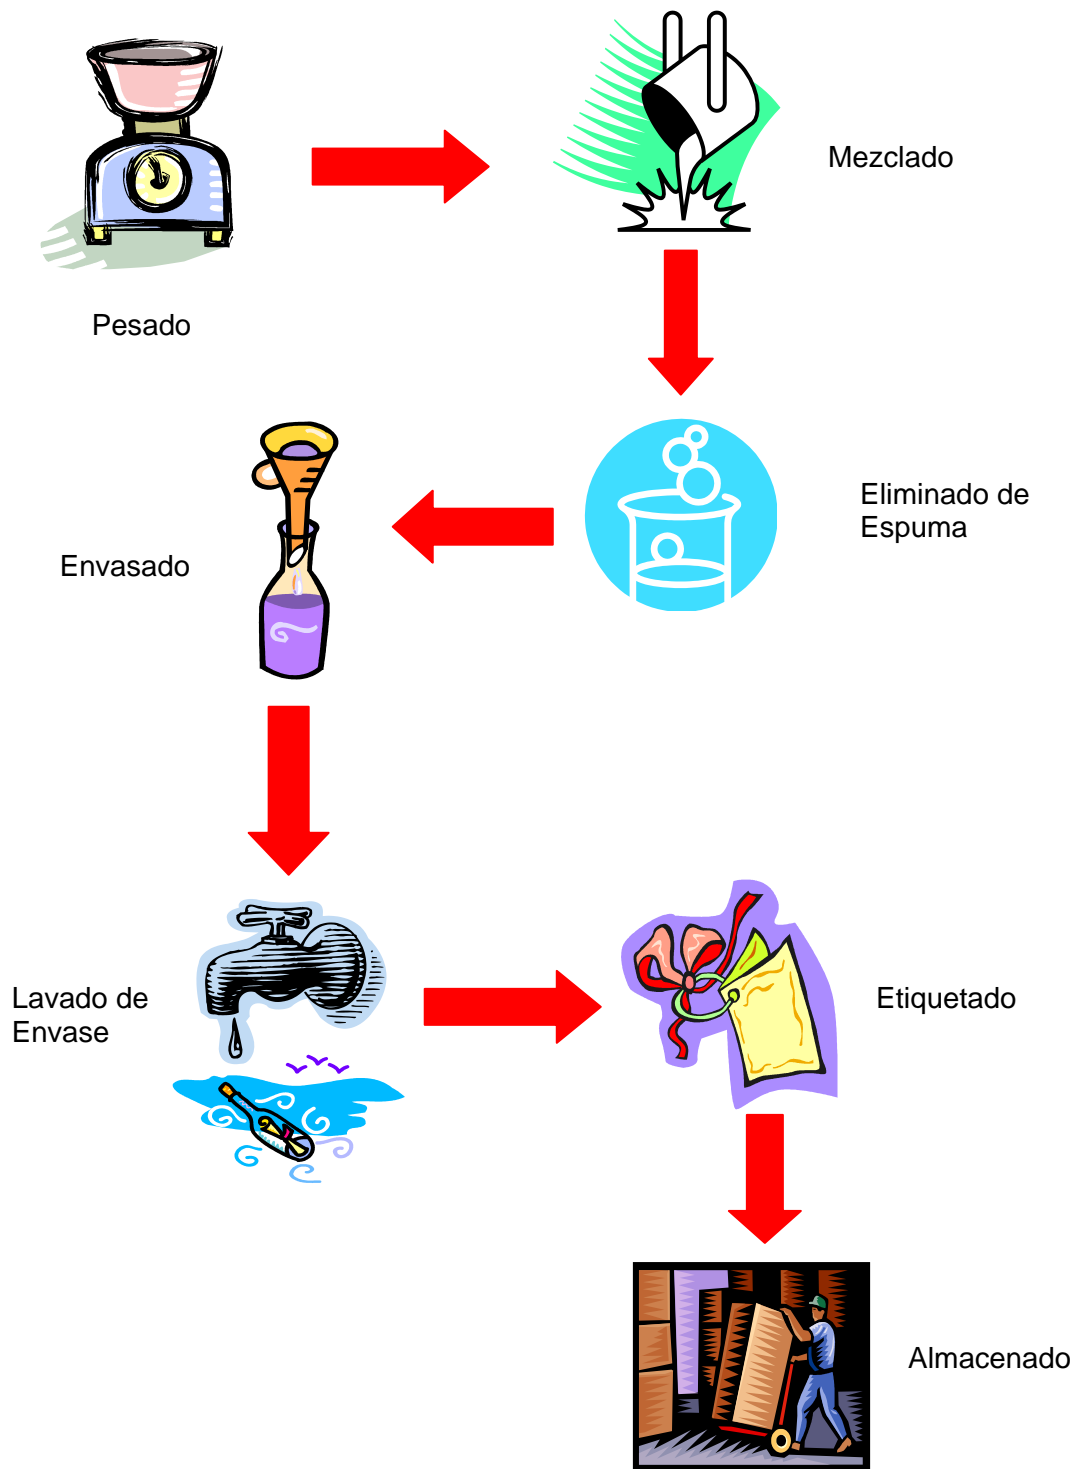 Mezclado
Pesado
Eliminado de
Espuma
Envasado
Lavado de
Envase
Etiquetado
Almacenado